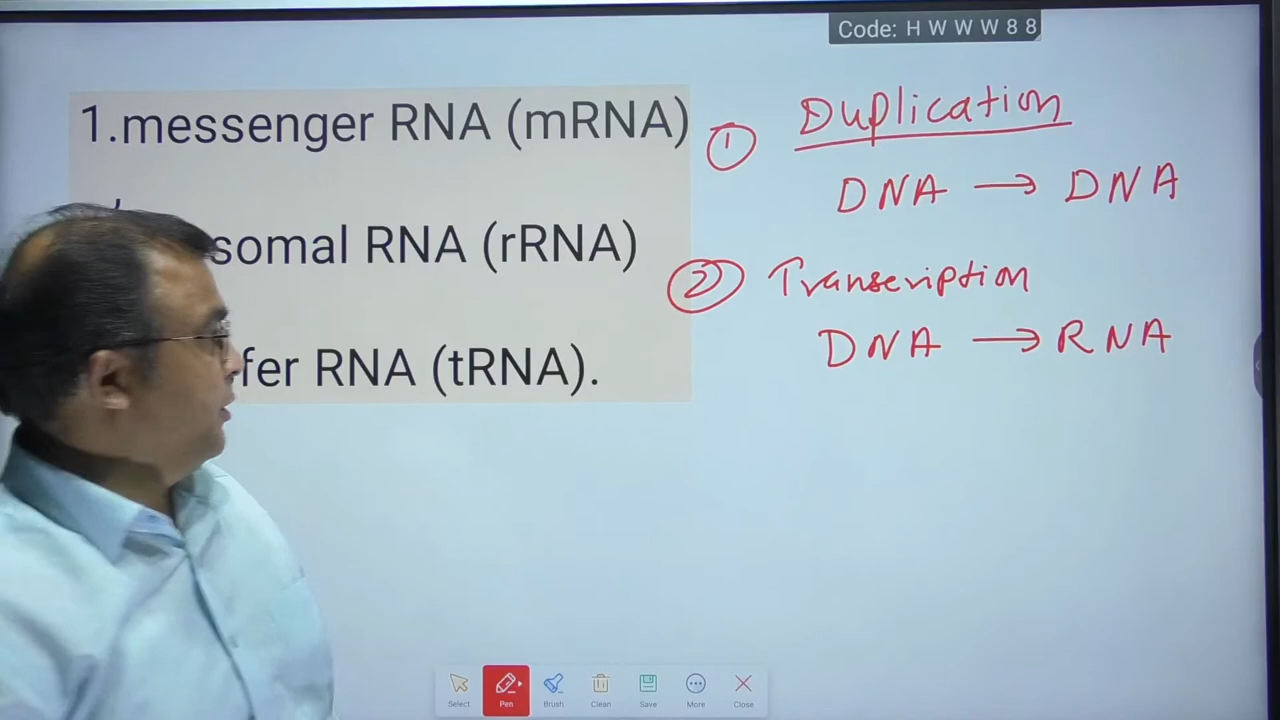 Code: H W W W 8 8
1.messenger RNA (mRNA)
somal RNA (rRNA)
fer RNA (tRNA).
① Duplication
DNA → DNA
② Transcription
DNA → RNA
Select Pen Brush Clean Save More Close